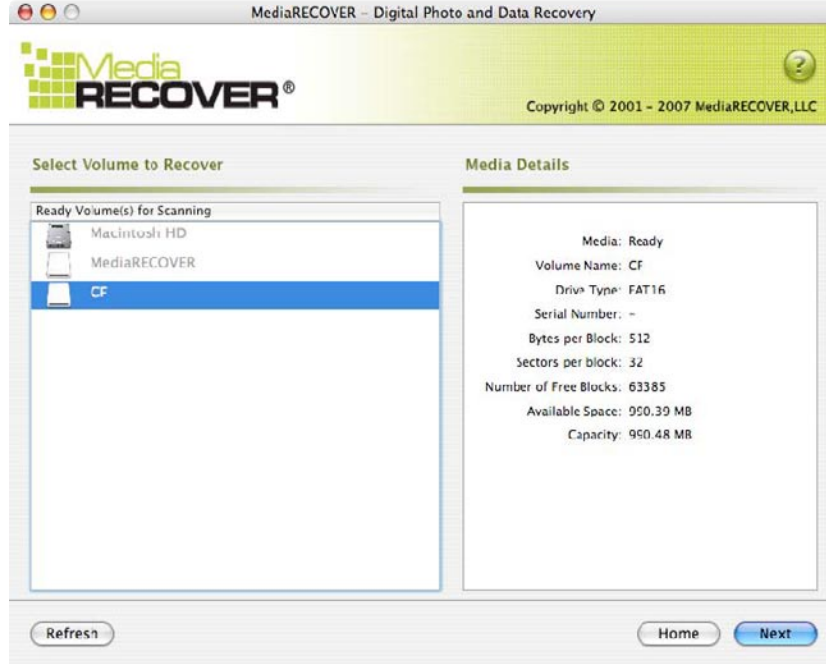 MediaRECOVER – Digital Photo and Data Recovery
Media
RECOVER®
?
Copyright © 2001 – 2007 MediaRECOVER,LLC
Select Volume to Recover
Media Details
Ready Volume(s) for Scanning
Macintosh HD
MediaRECOVER
CF
Media: Ready
Volume Name: CF
Drive Type: FAT16
Serial Number: –
Bytes per Block: 512
Sectors per block: 32
Number of Free Blocks: 63385
Available Space: 990.39 MB
Capacity: 990.48 MB
Refresh
Home
Next